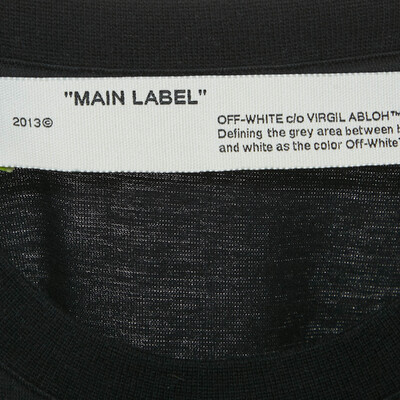 "MAIN LABEL"
2013©
OFF-WHITE c/o VIRGIL ABLOH™
Defining the grey area between
and white as the color Off-White